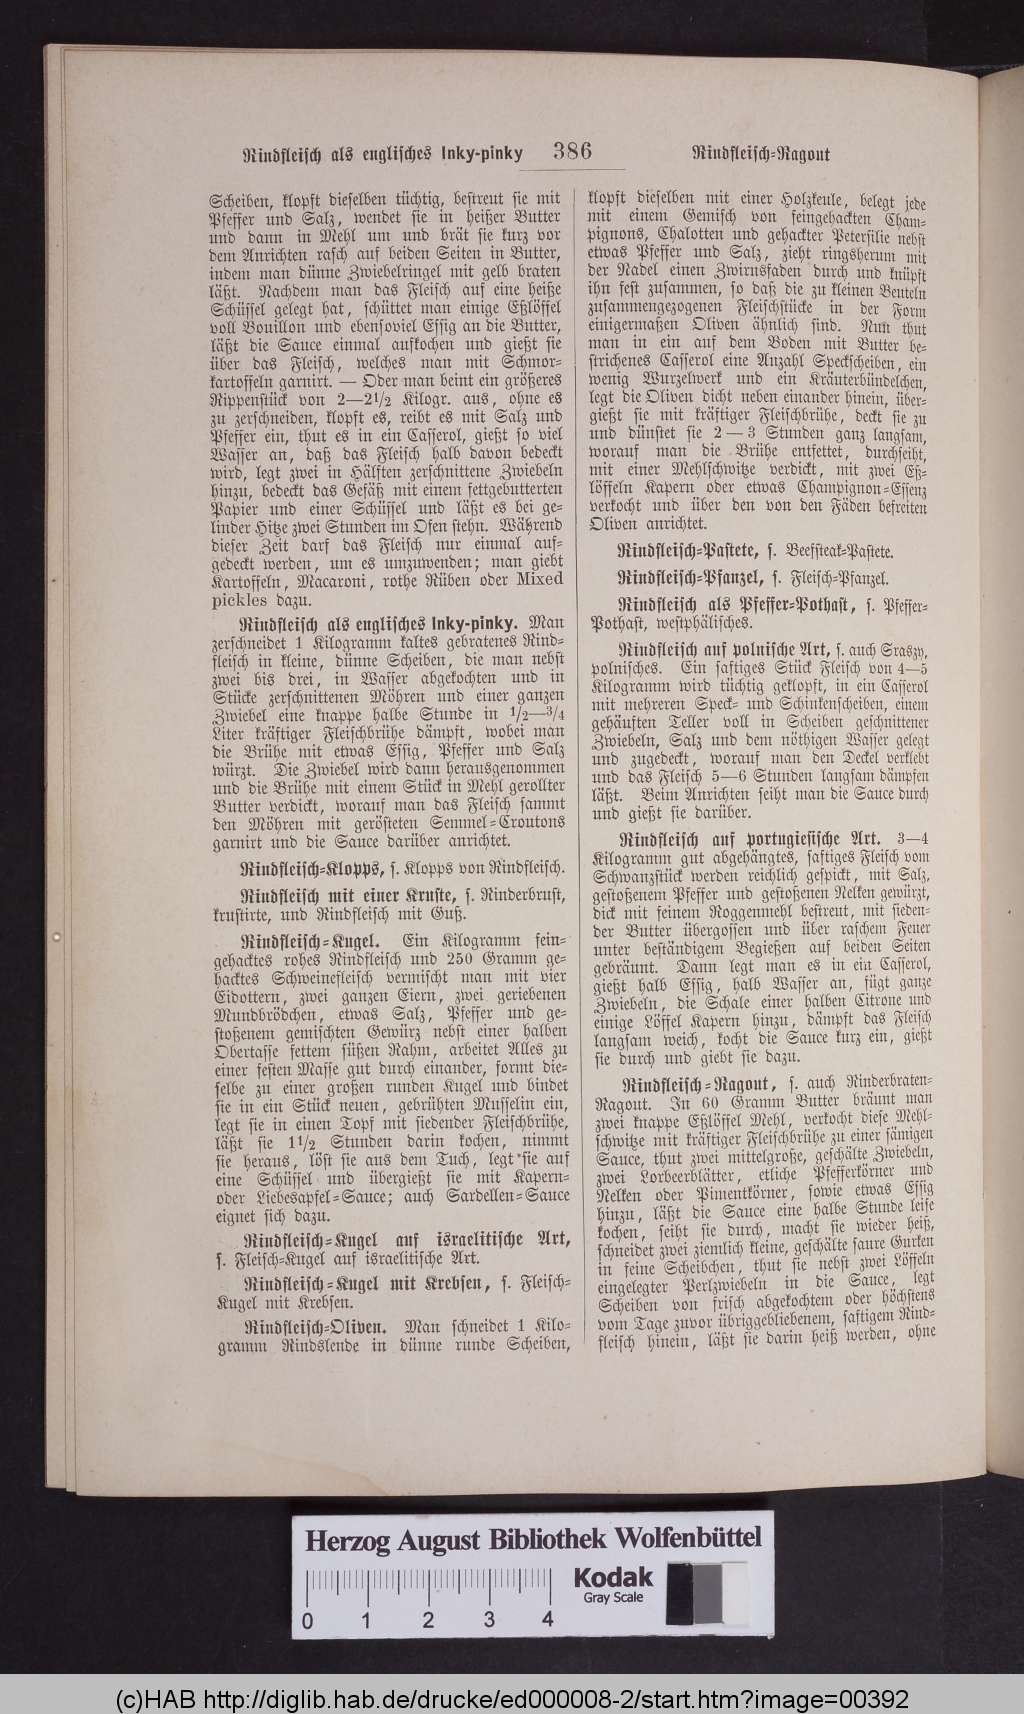 Rindfleisch als englisches Inky-pinky 386 Rindfleisch-Ragout
Scheiben, klopft dieselben tüchtig, bestreut sie mit
Pfeffer und Salz, wendet sie in heißer Butter
und dann in Mehl um und brät sie kurz vor
dem Anrichten rasch auf beiden Seiten in Butter,
indem man dünne Zwiebelringel mit gelb braten
läßt. Nachdem man das Fleisch auf eine heiße
Schüssel gelegt hat, schüttet man einige Eßlöffel
voll Bouillon und ebensoviel Essig an die Butter,
läßt die Sauce einmal aufkochen und gießt sie
über das Fleisch, welches man mit Schmor-
kartoffeln garnirt. — Oder man beint ein größeres
Rippenstück von 2—2½ Kilogr. aus, ohne es
zu zerschneiden, klopft es, reibt es mit Salz und
Pfeffer ein, thut es in ein Casserol, gießt so viel
Wasser an, daß das Fleisch halb davon bedeckt
wird, legt zwei in Hälften zerschnittene Zwiebeln
hinzu, bedeckt das Gefäß mit einem fettgebutterten
Papier und einer Schüssel und läßt es bei ge-
linder Hitze zwei Stunden im Ofen stehn. Während
dieser Zeit darf das Fleisch nur einmal auf-
gedeckt werden, um es umzuwenden; man giebt
Kartoffeln, Macaroni, rothe Rüben oder Mixed
pickles dazu.
Rindfleisch als englisches Inky-pinky. Man
zerschneidet 1 Kilogramm kaltes gebratenes Rind-
fleisch in kleine, dünne Scheiben, die man nebst
zwei bis drei, in Wasser abgekochten und in
Stücke zerschnittenen Möhren und einer ganzen
Zwiebel eine knappe halbe Stunde in ½—¾
Liter kräftiger Fleischbrühe dämpft, wobei man
die Brühe mit etwas Essig, Pfeffer und Salz
würzt. Die Zwiebel wird dann herausgenommen
und die Brühe mit einem Stück in Mehl gerollter
Butter verdickt, worauf man das Fleisch sammt
den Möhren mit gerösteten Semmel-Croutons
garnirt und die Sauce darüber anrichtet.
Rindfleisch-Klopps, s. Klopps von Rindfleisch.
Rindfleisch mit einer Kruste, s. Rinderbrust,
krustirte, und Rindfleisch mit Guß.
Rindfleisch-Kugel. Ein Kilogramm fein-
gehacktes rohes Rindfleisch und 250 Gramm ge-
hacktes Schweinefleisch vermischt man mit vier
Eidottern, zwei ganzen Eiern, zwei geriebenen
Mundbrödchen, etwas Salz, Pfeffer und ge-
stoßenem gemischten Gewürz nebst einer halben
Obertasse fettem süßen Rahm, arbeitet Alles zu
einer festen Masse gut durch einander, formt die-
selbe zu einer großen runden Kugel und bindet
sie in ein Stück neuen, gebrühten Musselin ein,
legt sie in einen Topf mit siedender Fleischbrühe,
läßt sie 1½ Stunden darin kochen, nimmt
sie heraus, löst sie aus dem Tuch, legt sie auf
eine Schüssel und übergießt sie mit Kapern-
oder Liebesapfel-Sauce; auch Sardellen-Sauce
eignet sich dazu.
Rindfleisch-Kugel auf israelitische Art,
s. Fleisch-Kugel auf israelitische Art.
Rindfleisch-Kugel mit Krebsen, s. Fleisch-
Kugel mit Krebsen.
Rindfleisch-Oliven. Man schneidet 1 Kilo-
gramm Rindslende in dünne runde Scheiben,
klopft dieselben mit einer Holzkeule, belegt jede
mit einem Gemisch von feingehackten Cham-
pignons, Chalotten und gehackter Petersilie nebst
etwas Pfeffer und Salz, zieht ringsherum mit
der Nadel einen Zwirnsfaden durch und knüpft
ihn fest zusammen, so daß die zu kleinen Beuteln
zusammengezogenen Fleischstücke in der Form
einigermaßen Oliven ähnlich sind. Nun thut
man in ein auf dem Boden mit Butter be-
strichenes Casserol eine Anzahl Speckscheiben, ein
wenig Wurzelwerk und ein Kräuterbündelchen,
legt die Oliven dicht neben einander hinein, über-
gießt sie mit kräftiger Fleischbrühe, deckt sie zu
und dünstet sie 2—3 Stunden ganz langsam,
worauf man die Brühe entfettet, durchseiht,
mit einer Mehlschwitze verdickt, mit zwei Eß-
löffeln Kapern oder etwas Champignon-Essenz
verkocht und über den von den Fäden befreiten
Oliven anrichtet.
Rindfleisch-Pastete, s. Beefsteak-Pastete.
Rindfleisch-Pfanzel, s. Fleisch-Pfanzel.
Rindfleisch als Pfeffer-Pothast, s. Pfeffer-
Pothast, westphälisches.
Rindfleisch auf polnische Art, s. auch Sraszy,
polnisches. Ein saftiges Stück Fleisch von 4—5
Kilogramm wird tüchtig geklopft, in ein Casserol
mit mehreren Speck- und Schinkenscheiben, einem
gehäuften Teller voll in Scheiben geschnittener
Zwiebeln, Salz und dem nöthigen Wasser gelegt
und zugedeckt, worauf man den Deckel verklebt
und das Fleisch 5—6 Stunden langsam dämpfen
läßt. Beim Anrichten seiht man die Sauce durch
und gießt sie darüber.
Rindfleisch auf portugiesische Art. 3—4
Kilogramm gut abgehängtes, saftiges Fleisch vom
Schwanzstück werden reichlich gespickt, mit Salz,
gestoßenem Pfeffer und gestoßenen Nelken gewürzt,
dick mit feinem Roggenmehl bestreut, mit sieden-
der Butter übergossen und über raschem Feuer
unter beständigem Begießen auf beiden Seiten
gebräunt. Dann legt man es in ein Casserol,
gießt halb Essig, halb Wasser an, fügt ganze
Zwiebeln, die Schale einer halben Citrone und
einige Löffel Kapern hinzu, dämpft das Fleisch
langsam weich, kocht die Sauce kurz ein, gießt
sie durch und giebt sie dazu.
Rindfleisch-Ragout, s. auch Rinderbraten-
Ragout. In 60 Gramm Butter bräunt man
zwei knappe Eßlöffel Mehl, verkocht diese Mehl-
schwitze mit kräftiger Fleischbrühe zu einer sämigen
Sauce, thut zwei mittelgroße, geschälte Zwiebeln,
zwei Lorbeerblätter, etliche Pfefferkörner und
Nelken oder Pimentkörner, sowie etwas Essig
hinzu, läßt die Sauce eine halbe Stunde leise
kochen, seiht sie durch, macht sie wieder heiß,
schneidet zwei ziemlich kleine, geschälte saure Gurken
in feine Scheibchen, thut sie nebst zwei Löffeln
eingelegter Perlzwiebeln in die Sauce, legt
Scheiben von frisch abgekochtem oder höchstens
vom Tage zuvor übriggebliebenem, saftigem Rind-
fleisch hinein, läßt sie darin heiß werden, ohne
Herzog August Bibliothek Wolfenbüttel
Kodak
Gray Scale
0 1 2 3 4
(c)HAB http://diglib.hab.de/drucke/ed000008-2/start.htm?image=00392